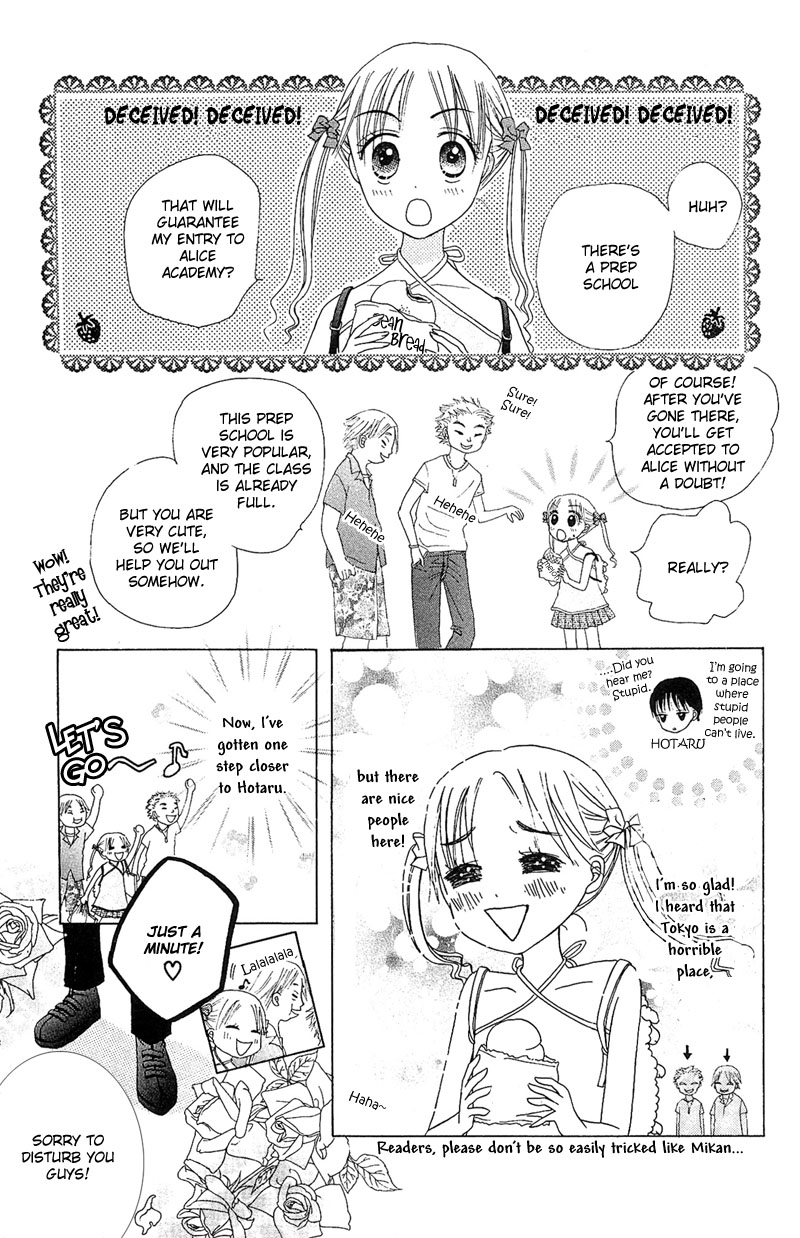 DECEIVED! DECEIVED!
DECEIVED! DECEIVED!
HUH?
THERE'S
A PREP
SCHOOL
THAT WILL
GUARANTEE
MY ENTRY TO
ALICE
ACADEMY?
Bean
Bread
OF COURSE!
AFTER YOU'VE
GONE THERE,
YOU'LL GET
ACCEPTED TO
ALICE WITHOUT
A DOUBT!
Sure!
Sure!
Hehehe
Hehehe
REALLY?
THIS PREP
SCHOOL IS
VERY POPULAR,
AND THE CLASS
IS ALREADY
FULL.
BUT YOU ARE
VERY CUTE,
SO WE'LL
HELP YOU OUT
SOMEHOW.
Wow!
They're
really
great!
I'm going
to a place
where
stupid
people
can't live.
....Did you
hear me?
Stupid.
HOTARU
I'm so glad!
I heard that
Tokyo is a
horrible
place,
but there
are nice
people
here!
Haha~
Readers, please don't be so easily tricked like Mikan...
Now, I've
gotten one
step closer
to Hotaru.
LET'S
GO~
JUST A
MINUTE!
♡
♪ Lalalalala,
SORRY TO
DISTURB YOU
GUYS!